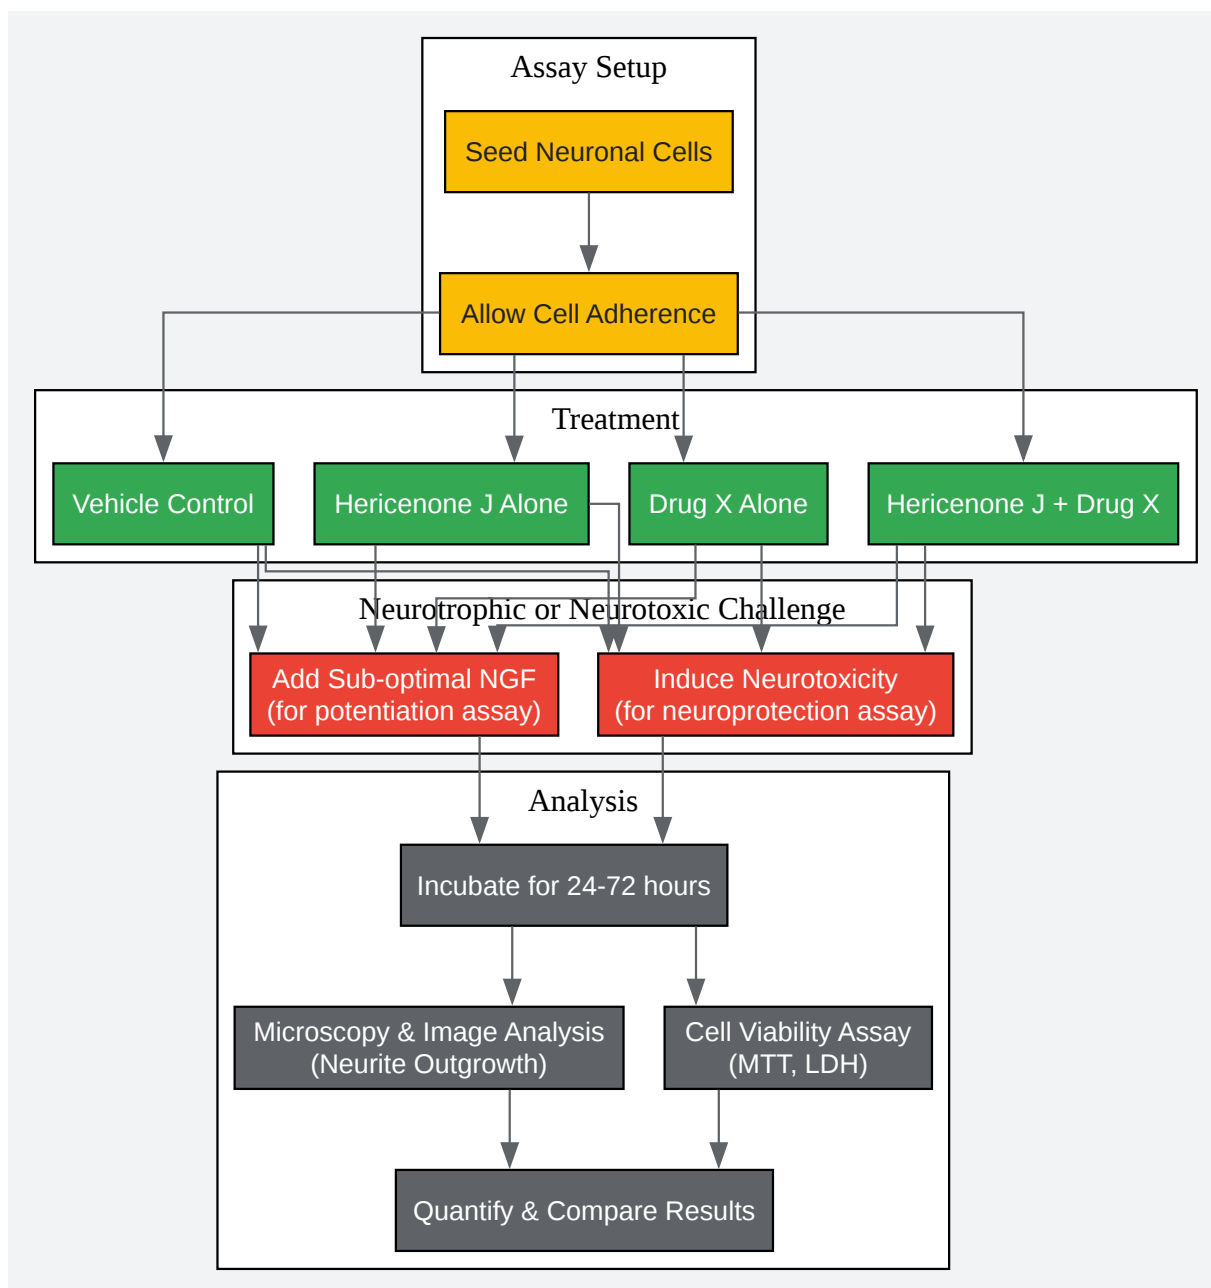 Assay Setup
Seed Neuronal Cells
Allow Cell Adherence
Treatment
Vehicle Control
Hericenone J Alone
Drug X Alone
Hericenone J + Drug X
Neurotrophic or Neurotoxic Challenge
Add Sub-optimal NGF
(for potentiation assay)
Induce Neurotoxicity
(for neuroprotection assay)
Analysis
Incubate for 24-72 hours
Microscopy & Image Analysis
(Neurite Outgrowth)
Cell Viability Assay
(MTT, LDH)
Quantify & Compare Results